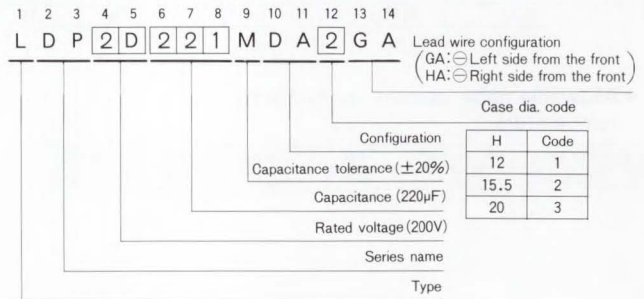 1 2 3 4 5 6 7 8 9 10 11 12 13 14
L D P 2 D 2 2 1 M D A 2 G A
Lead wire configuration
(GA:⊖Left side from the front
HA:⊖Right side from the front)
Case dia. code
Configuration
Capacitance tolerance (±20%)
Capacitance (220μF)
Rated voltage (200V)
Series name
Type
H Code
12 1
15.5 2
20 3